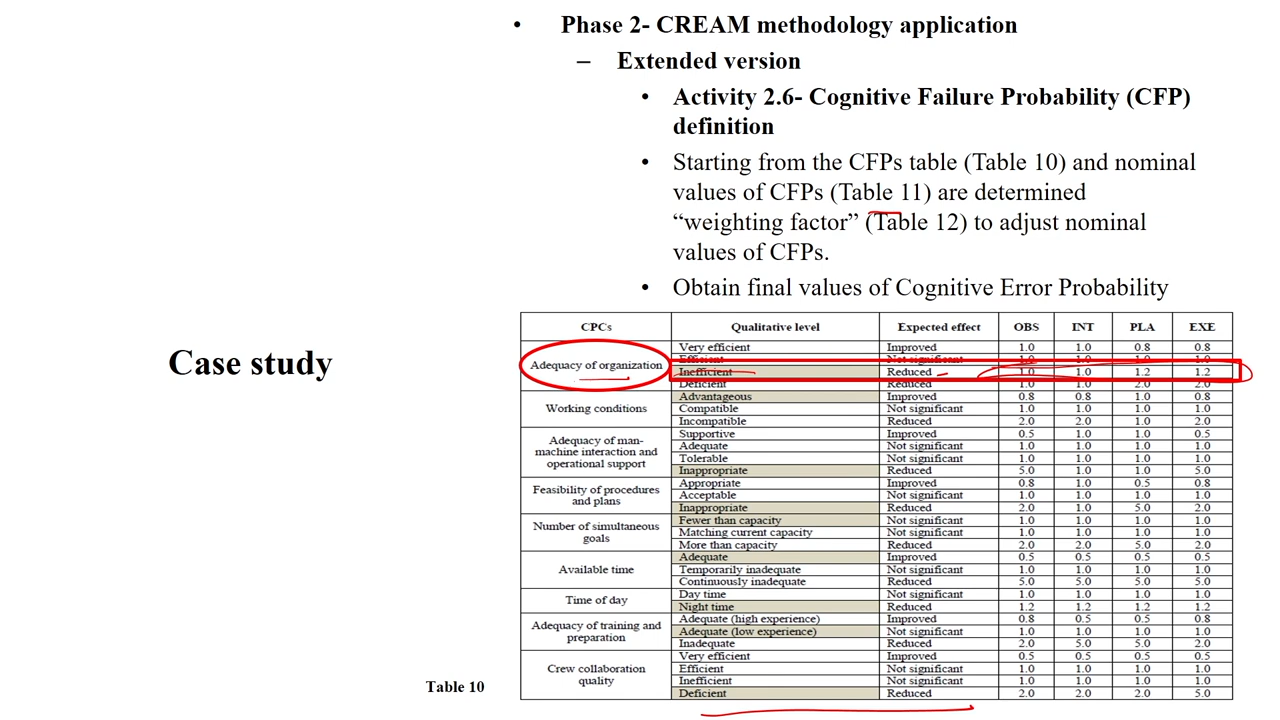 • Phase 2- CREAM methodology application
– Extended version
• Activity 2.6- Cognitive Failure Probability (CFP)
definition
• Starting from the CFPs table (Table 10) and nominal
values of CFPs (Table 11) are determined
“weighting factor” (Table 12) to adjust nominal
values of CFPs.
• Obtain final values of Cognitive Error Probability
Case study
CPCs Qualitative level Expected effect OBS INT PLA EXE
Adequacy of organization
Very efficient Improved 1.0 1.0 0.8 0.8
Efficient Not significant 1.0 1.0 1.0 1.0
Inefficient Reduced 1.0 1.0 1.2 1.2
Deficient Reduced 1.0 1.0 2.0 2.0
Working conditions
Advantageous Improved 0.8 0.8 1.0 0.8
Compatible Not significant 1.0 1.0 1.0 1.0
Incompatible Reduced 2.0 2.0 1.0 2.0
Adequacy of man-
machine interaction and
operational support
Supportive Improved 0.5 1.0 1.0 0.5
Adequate Not significant 1.0 1.0 1.0 1.0
Tolerable Not significant 1.0 1.0 1.0 1.0
Inappropriate Reduced 5.0 1.0 1.0 5.0
Feasibility of procedures
and plans
Appropriate Improved 0.8 1.0 0.5 0.8
Acceptable Not significant 1.0 1.0 1.0 1.0
Inappropriate Reduced 2.0 1.0 5.0 2.0
Number of simultaneous
goals
Fewer than capacity Not significant 1.0 1.0 1.0 1.0
Matching current capacity Not significant 1.0 1.0 1.0 1.0
More than capacity Reduced 2.0 2.0 5.0 2.0
Available time
Adequate Improved 0.5 0.5 0.5 0.5
Temporarily inadequate Not significant 1.0 1.0 1.0 1.0
Continuously inadequate Reduced 5.0 5.0 5.0 5.0
Time of day
Day time Not significant 1.0 1.0 1.0 1.0
Night time Reduced 1.2 1.2 1.2 1.2
Adequacy of training and
preparation
Adequate (high experience) Improved 0.8 0.5 0.5 0.8
Adequate (low experience) Not significant 1.0 1.0 1.0 1.0
Inadequate Reduced 2.0 5.0 5.0 2.0
Crew collaboration
quality
Very efficient Improved 0.5 0.5 0.5 0.5
Efficient Not significant 1.0 1.0 1.0 1.0
Inefficient Not significant 1.0 1.0 1.0 1.0
Deficient Reduced 2.0 2.0 2.0 5.0
Table 10